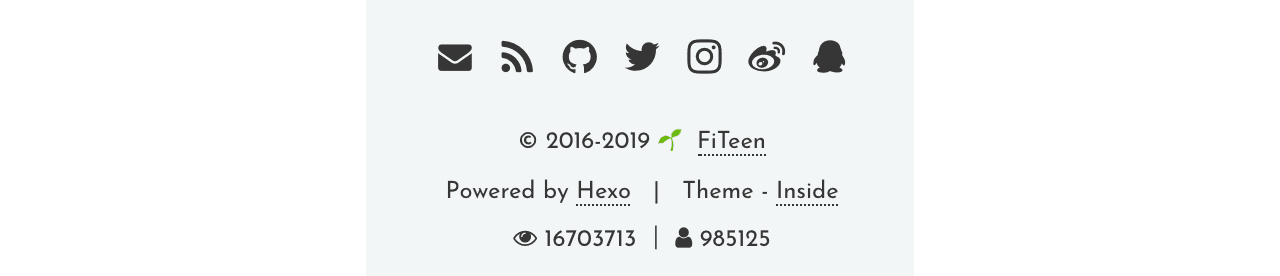 © 2016-2019 FiTeen
Powered by Hexo | Theme - Inside
16703713 | 985125